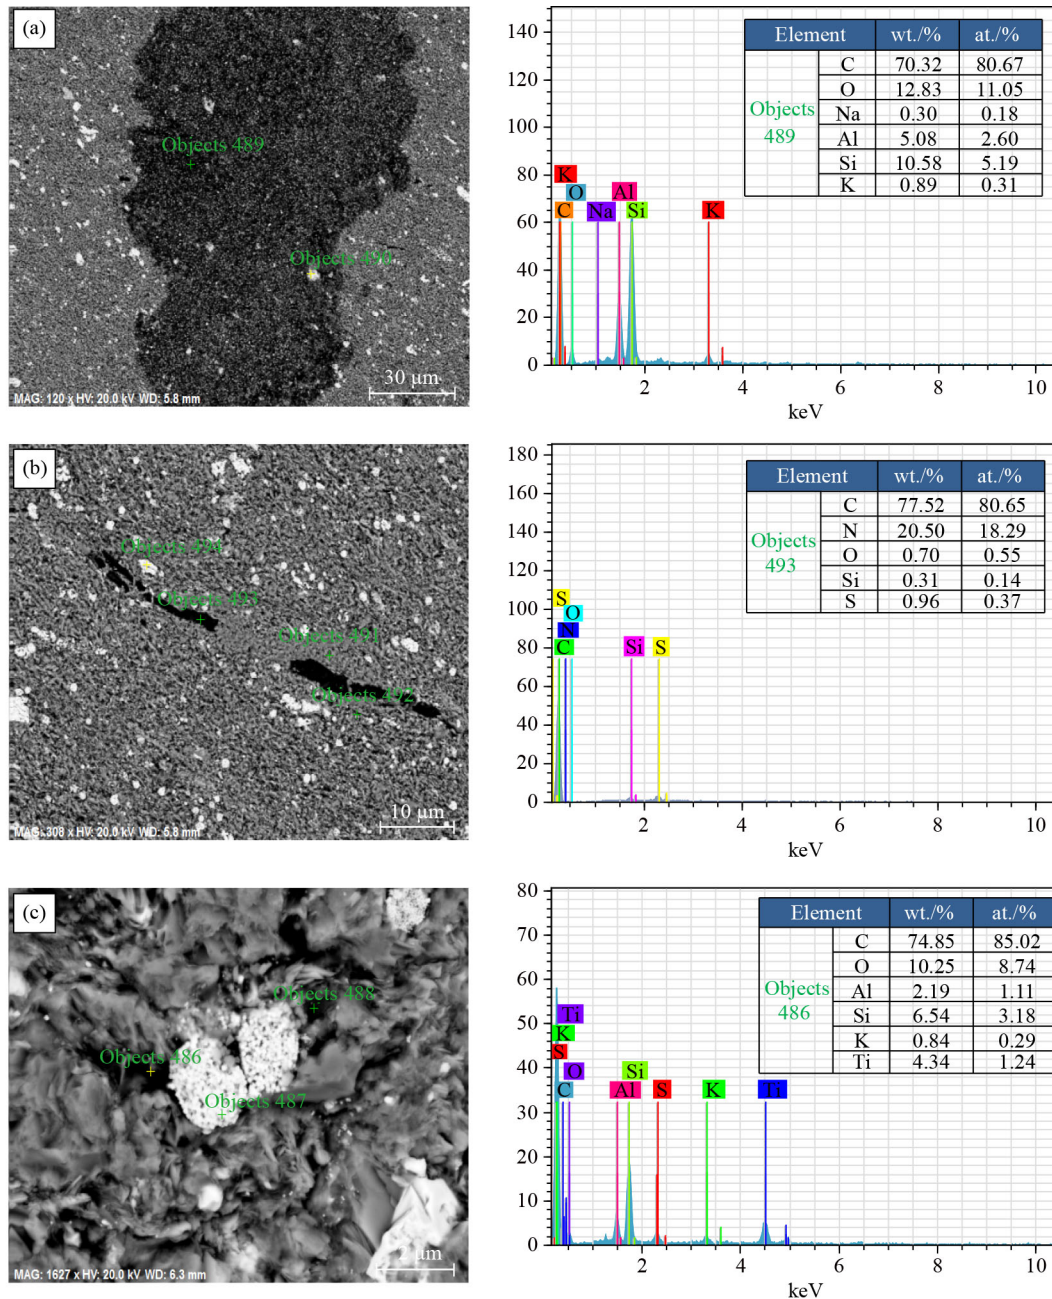 (a)
Objects 489
Objects 490
30 µm
MAG: 120 x HV: 20.0 kV WD: 5.8 mm
150
120
100
80
60
40
20
0
2 4 6 8 10
keV
K
O
C
Na
Al
Si
K
Element wt./% at./%
Objects 489
C 70.32 80.67
O 12.83 11.05
Na 0.30 0.18
Al 5.08 2.60
Si 10.58 5.19
K 0.89 0.31
(b)
Objects 494
Objects 493
Objects 491
Objects 492
10 µm
MAG: 308 x HV: 20.0 kV WD: 5.8 mm
180
160
140
120
100
80
60
40
20
0
2 4 6 8 10
keV
S
O
N
C
Si
S
Element wt./% at./%
Objects 493
C 77.52 80.65
N 20.50 18.29
O 0.70 0.55
Si 0.31 0.14
S 0.96 0.37
(c)
Objects 488
Objects 486
Objects 487
2 µm
MAG: 1627 x HV: 20.0 kV WD: 6.3 mm
80
70
60
50
40
30
20
10
0
2 4 6 8 10
keV
Ti
K
S
O
C
Al
Si
S
K
Ti
Element wt./% at./%
Objects 486
C 74.85 85.02
O 10.25 8.74
Al 2.19 1.11
Si 6.54 3.18
K 0.84 0.29
Ti 4.34 1.24